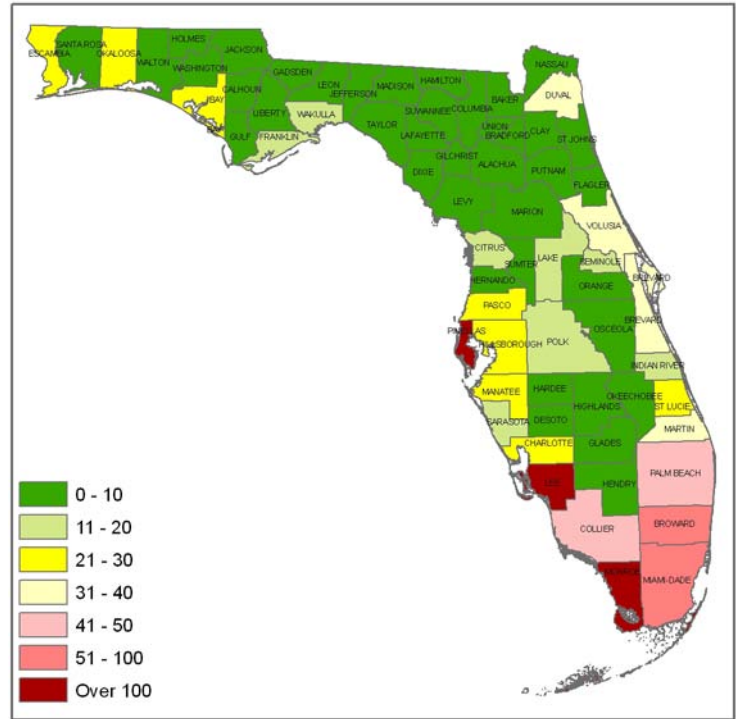 HOLMES
SANTA ROSA
OKALOOSA
JACKSON
ESCAMBIA
WALTON
WASHINGTON
NASSAU
GADSDEN
HAMILTON
LEON
MADISON
CALHOUN
JEFFERSON
BAKER
DUVAL
BAY
SUWANNEE
COLUMBIA
LIBERTY
WAKULLA
TAYLOR
UNION
CLAY
LAFAYETTE
BRADFORD
ST JOHNS
GULF
FRANKLIN
GILCHRIST
ALACHUA
PUTNAM
DIXIE
FLAGLER
LEVY
MARION
VOLUSIA
CITRUS
LAKE
SEMINOLE
SUMTER
HERNANDO
ORANGE
BREVARD
PASCO
BREVARD
PINELLAS
HILLSBOROUGH
OSCEOLA
POLK
INDIAN RIVER
MANATEE
HARDEE
OKEECHOBEE
HIGHLANDS
ST LUCIE
SARASOTA
DESOTO
MARTIN
CHARLOTTE
GLADES
PALM BEACH
LEE
HENDRY
COLLIER
BROWARD
MONROE
MIAMI-DADE
0 - 10
11 - 20
21 - 30
31 - 40
41 - 50
51 - 100
Over 100